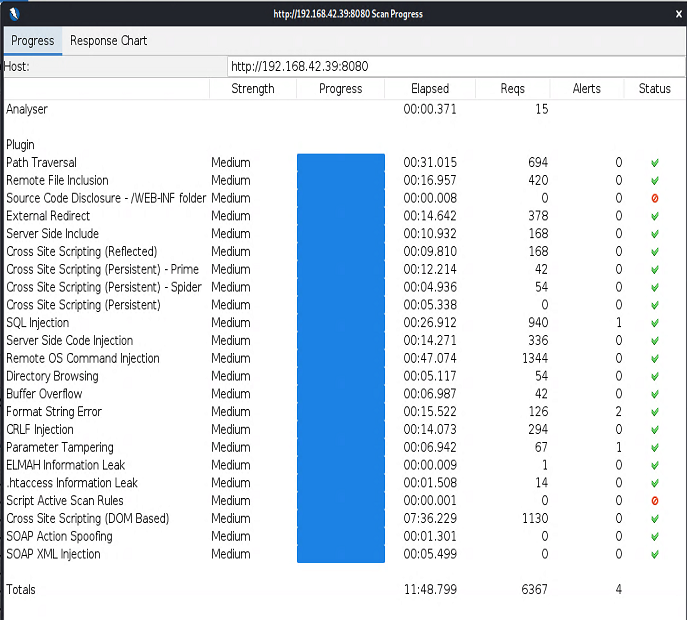 http://192.168.42.39:8080 Scan Progress
x
Progress Response Chart
Host: http://192.168.42.39:8080
Strength Progress Elapsed Reqs Alerts Status
Analyser 00:00.371 15
Plugin
Path Traversal Medium 00:31.015 694 0
Remote File Inclusion Medium 00:16.957 420 0
Source Code Disclosure - /WEB-INF folder Medium 00:00.008 0 0
External Redirect Medium 00:14.642 378 0
Server Side Include Medium 00:10.932 168 0
Cross Site Scripting (Reflected) Medium 00:09.810 168 0
Cross Site Scripting (Persistent) - Prime Medium 00:12.214 42 0
Cross Site Scripting (Persistent) - Spider Medium 00:04.936 54 0
Cross Site Scripting (Persistent) Medium 00:05.338 0 0
SQL Injection Medium 00:26.912 940 1
Server Side Code Injection Medium 00:14.271 336 0
Remote OS Command Injection Medium 00:47.074 1344 0
Directory Browsing Medium 00:05.117 54 0
Buffer Overflow Medium 00:06.987 42 0
Format String Error Medium 00:15.522 126 2
CRLF Injection Medium 00:14.073 294 0
Parameter Tampering Medium 00:06.942 67 1
ELMAH Information Leak Medium 00:00.009 1 0
.htaccess Information Leak Medium 00:01.508 14 0
Script Active Scan Rules Medium 00:00.001 0 0
Cross Site Scripting (DOM Based) Medium 07:36.229 1130 0
SOAP Action Spoofing Medium 00:01.301 0 0
SOAP XML Injection Medium 00:05.499 0 0
Totals 11:48.799 6367 4